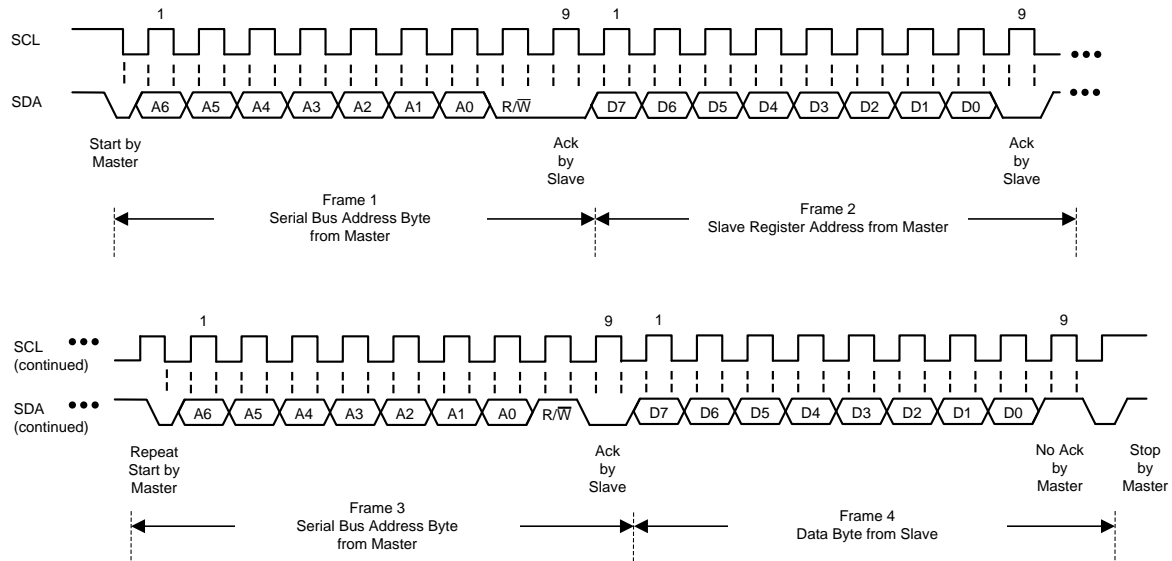 1 9 1 9
SCL
SDA A6 A5 A4 A3 A2 A1 A0 R/W̅ D7 D6 D5 D4 D3 D2 D1 D0
Start by
Master
Ack
by
Slave
Ack
by
Slave
Frame 1
Serial Bus Address Byte
from Master
Frame 2
Slave Register Address from Master
1 9 1 9
SCL
(continued)
SDA
(continued)
A6 A5 A4 A3 A2 A1 A0 R/W̅ D7 D6 D5 D4 D3 D2 D1 D0
Repeat
Start by
Master
Ack
by
Slave
No Ack
by
Master
Stop
by
Master
Frame 3
Serial Bus Address Byte
from Master
Frame 4
Data Byte from Slave